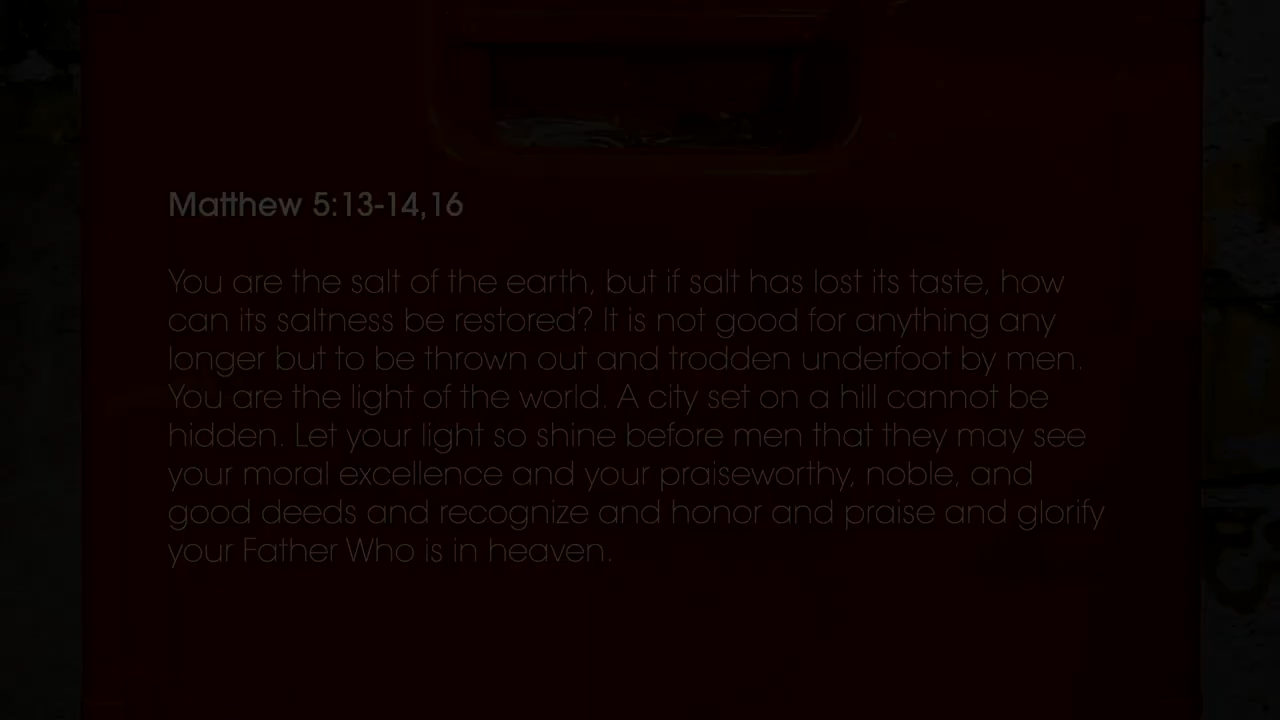 Matthew 5:13-14,16
You are the salt of the earth, but if salt has lost its taste, how
can its saltness be restored? It is not good for anything any
longer but to be thrown out and trodden underfoot by men.
You are the light of the world. A city set on a hill cannot be
hidden. Let your light so shine before men that they may see
your moral excellence and your praiseworthy, noble, and
good deeds and recognize and honor and praise and glorify
your Father Who is in heaven.